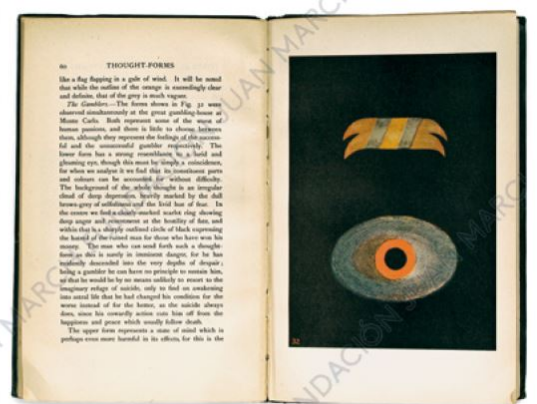 60 THOUGHT-FORMS
like a flag flapping in a gale of wind. It will be noted
that while the outline of the orange is exceedingly clear
and definite, that of the grey is much vaguer.
The Gamblers.—The forms shown in Fig. 32 were
observed simultaneously at the great gambling-house at
Monte Carlo. Both represent some of the worst of
human passions, and there is little to choose between
them, although they represent the feelings of the success-
ful and the unsuccessful gambler respectively. The
lower form has a strong resemblance to a lurid and
gleaming eye, though this must be simply a coincidence,
for when we analyse it we find that its constituent parts
and colours can be accounted for without difficulty.
The background of the whole thought is an irregular
cloud of deep depression, heavily marked by the dull
brown-grey of selfishness and the livid hue of fear. In
the centre we find a clearly-marked scarlet ring showing
deep anger and resentment at the hostility of fate, and
within that is a sharply outlined circle of black expressing
the hatred of the ruined man for those who have won his
money. The man who can send forth such a thought-
form as this is surely in imminent danger, for he has
evidently descended into the very depths of despair;
being a gambler he can have no principle to sustain him,
so that he would be by no means unlikely to resort to the
imaginary refuge of suicide, only to find on awakening
into astral life that he had changed his condition for the
worse instead of for the better, as the suicide always
does, since his cowardly action cuts him off from the
happiness and peace which usually follow death.
The upper form represents a state of mind which is
perhaps even more harmful in its effects, for this is the
32
FUNDACIÓN JUAN MARCH